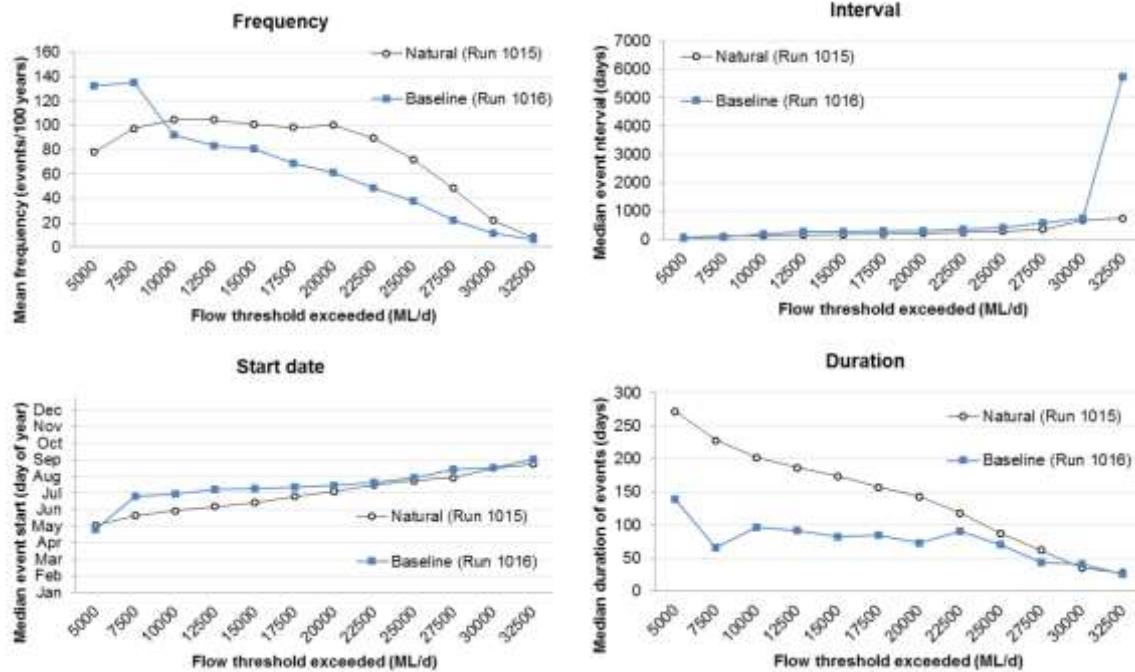 Frequency
Mean frequency (events/100 years)
160
140
120
100
80
60
40
20
0
Natural (Run 1015)
Baseline (Run 1016)
5000
7500
10000
12500
15000
17500
20000
22500
25000
27500
30000
32500
Flow threshold exceeded (ML/d)
Interval
Median event nterval (days)
7000
6000
5000
4000
3000
2000
1000
0
Natural (Run 1015)
Baseline (Run 1016)
5000
7500
10000
12500
15000
17500
20000
22500
25000
27500
30000
32500
Flow threshold exceeded (ML/d)
Start date
Median event start (day of year)
Dec
Nov
Oct
Sep
Aug
Jul
Jun
May
Apr
Mar
Feb
Jan
Natural (Run 1015)
Baseline (Run 1016)
5000
7500
10000
12500
15000
17500
20000
22500
25000
27500
30000
32500
Flow threshold exceeded (ML/d)
Duration
Median duration of events (days)
300
250
200
150
100
50
0
Natural (Run 1015)
Baseline (Run 1016)
5000
7500
10000
12500
15000
17500
20000
22500
25000
27500
30000
32500
Flow threshold exceeded (ML/d)